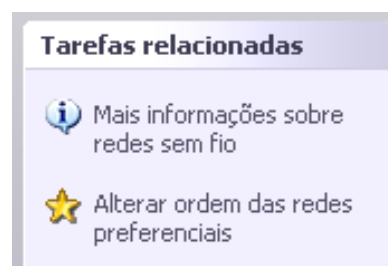 Tarefas relacionadas
Mais informações sobre
redes sem fio
Alterar ordem das redes
preferenciais